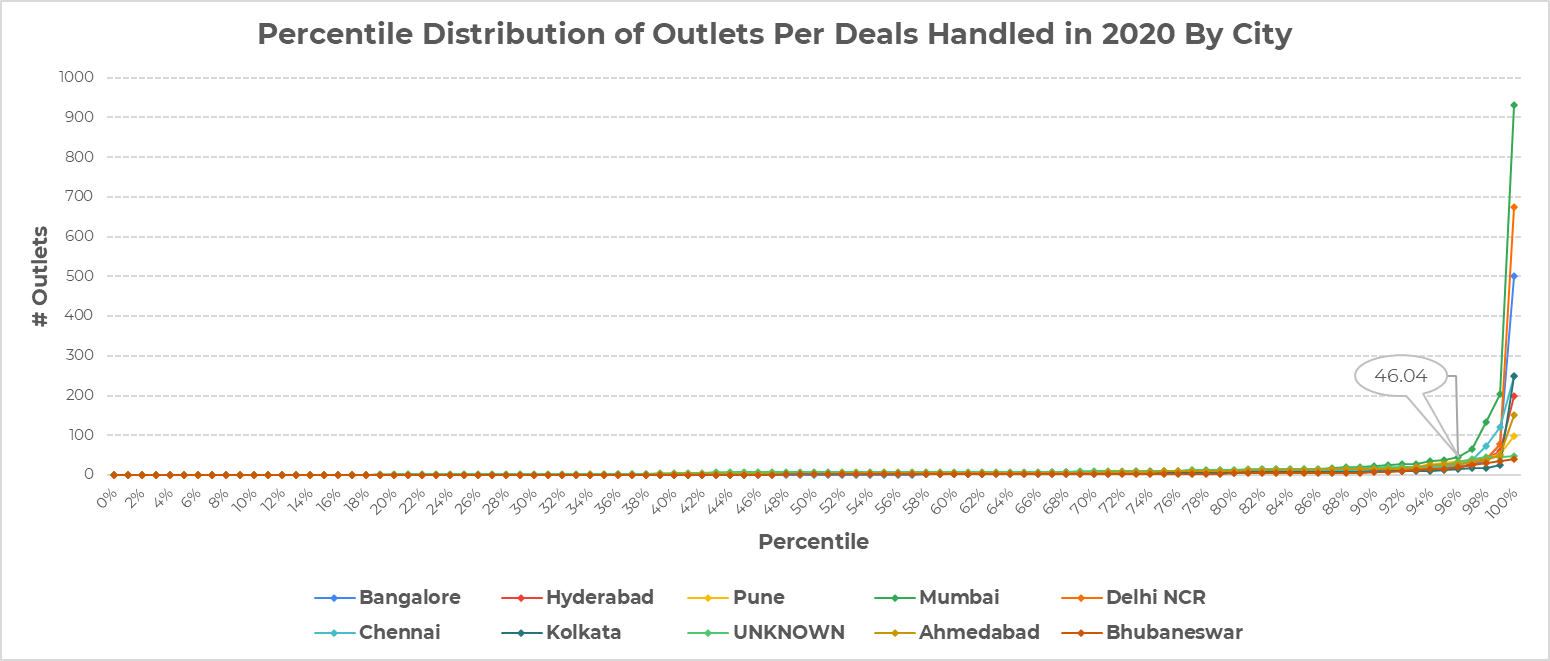 Percentile Distribution of Outlets Per Deals Handled in 2020 By City
# Outlets
1000
900
800
700
600
500
400
300
200
100
0
46.04
0% 2% 4% 6% 8% 10% 12% 14% 16% 18% 20% 22% 24% 26% 28% 30% 32% 34% 36% 38% 40% 42% 44% 46% 48% 50% 52% 54% 56% 58% 60% 62% 64% 66% 68% 70% 72% 74% 76% 78% 80% 82% 84% 86% 88% 90% 92% 94% 96% 98% 100%
Percentile
Bangalore Hyderabad Pune Mumbai Delhi NCR
Chennai Kolkata UNKNOWN Ahmedabad Bhubaneswar